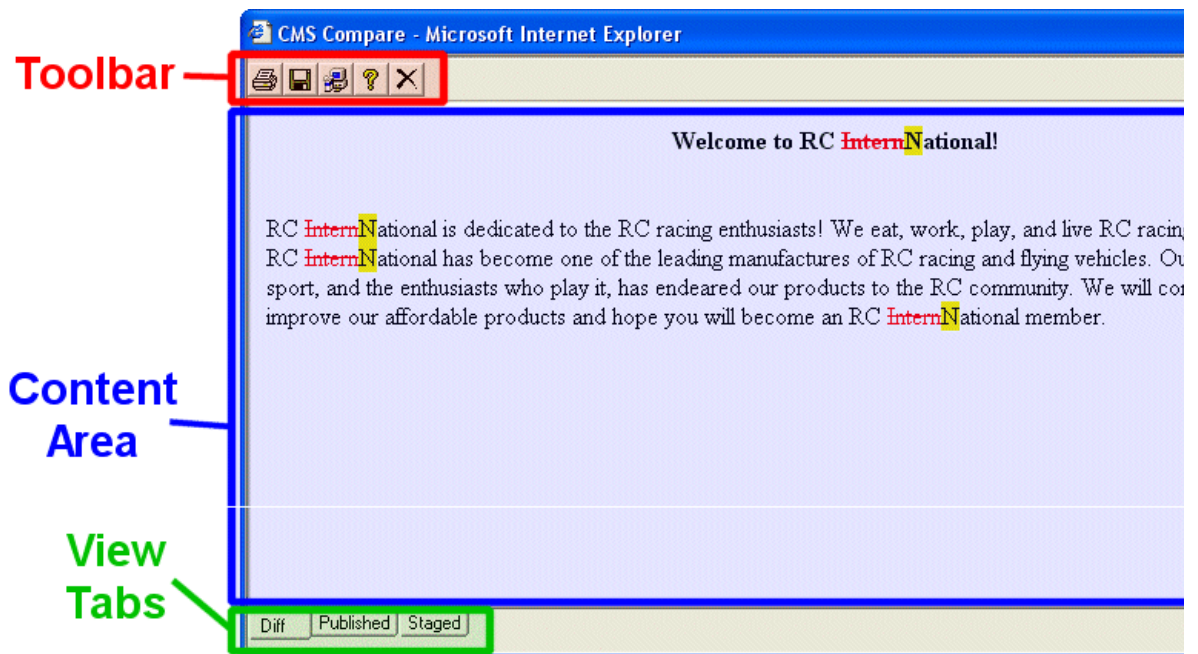 CMS Compare - Microsoft Internet Explorer
Toolbar
Welcome to RC InternNational!
RC InternNational is dedicated to the RC racing enthusiasts! We eat, work, play, and live RC racing
RC InternNational has become one of the leading manufactures of RC racing and flying vehicles. Ou
sport, and the enthusiasts who play it, has endeared our products to the RC community. We will con
improve our affordable products and hope you will become an RC InternNational member.
Content
Area
View
Tabs
Diff Published Staged